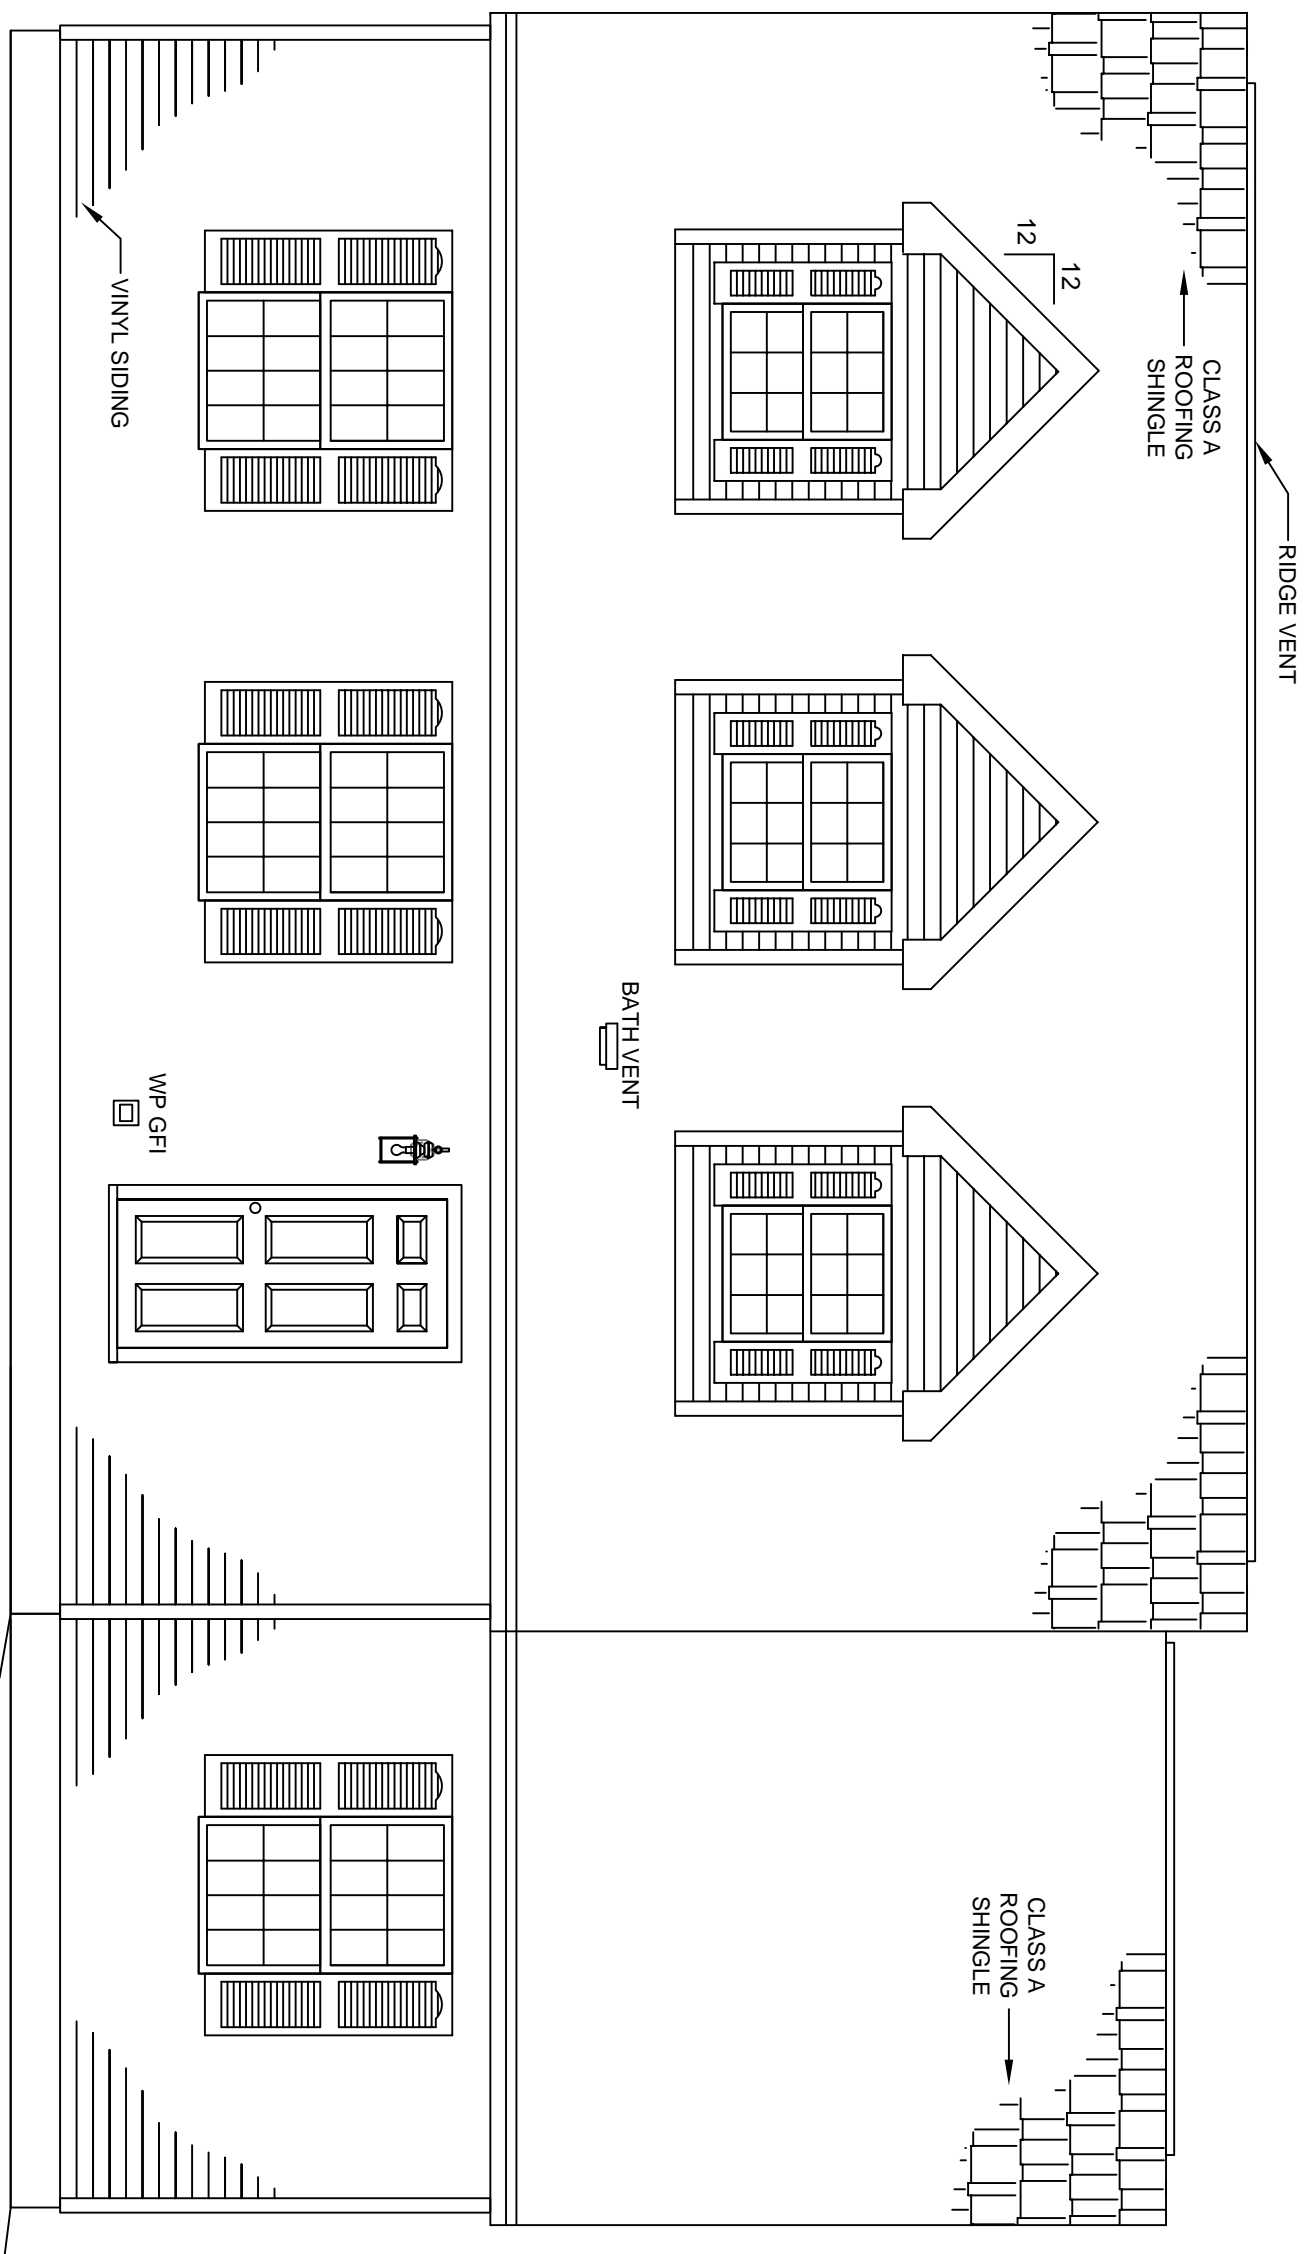 RIDGE VENT
CLASS A
ROOFING
SHINGLE
12
12
CLASS A
ROOFING
SHINGLE
BATH VENT
WP GFI
VINYL SIDING